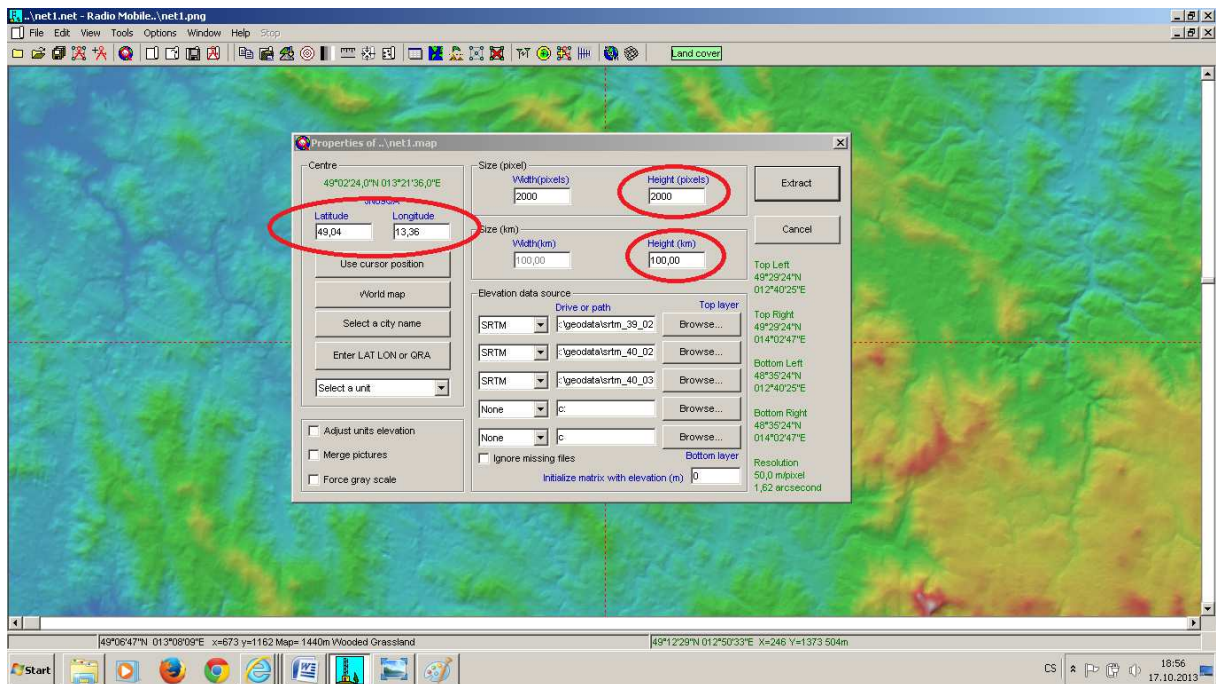 ..\net1.net - Radio Mobile..\net1.png
File Edit View Tools Options Window Help Stop
Land cover
Properties of ..\net1.map
Centre
49°02'24,0"N 013°21'36,0"E
Latitude Longitude
49,04 13,36
Use cursor position
World map
Select a city name
Enter LAT LON or QRA
Select a unit
Adjust units elevation
Merge pictures
Force gray scale
Size (pixel)
Width(pixels) Height (pixels)
2000 2000
Size (km)
Width(km) Height (km)
100,00 100,00
Elevation data source
Drive or path Top layer
SRTM :\geodata\srtm_39_02 Browse...
SRTM :\geodata\srtm_40_02 Browse...
SRTM :\geodata\srtm_40_03 Browse...
None c: Browse...
None c Browse...
Ignore missing files Bottom layer
Initialize matrix with elevation (m) 0
Extract
Cancel
Top Left
49°29'24"N
012°40'25"E
Top Right
49°29'24"N
014°02'47"E
Bottom Left
48°35'24"N
012°40'25"E
Bottom Right
48°35'24"N
014°02'47"E
Resolution
50,0 m/pixel
1,62 arcsecond
49°06'47"N 013°08'09"E x=673 y=1162 Map= 1440m Wooded Grassland
49°12'29"N 012°50'33"E X=246 Y=1373 504m
Start
CS
18:56
17.10.2013